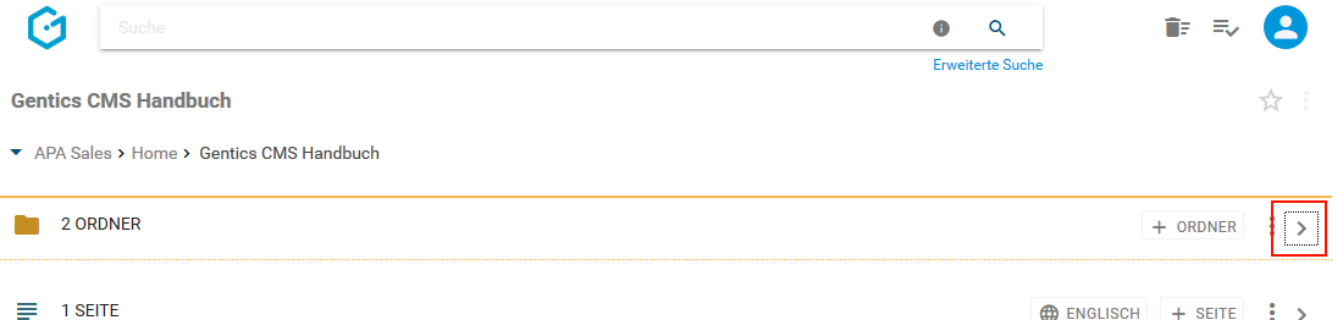 Suche
Erweiterte Suche
Gentics CMS Handbuch
APA Sales > Home > Gentics CMS Handbuch
2 ORDNER + ORDNER
1 SEITE ENGLISCH + SEITE